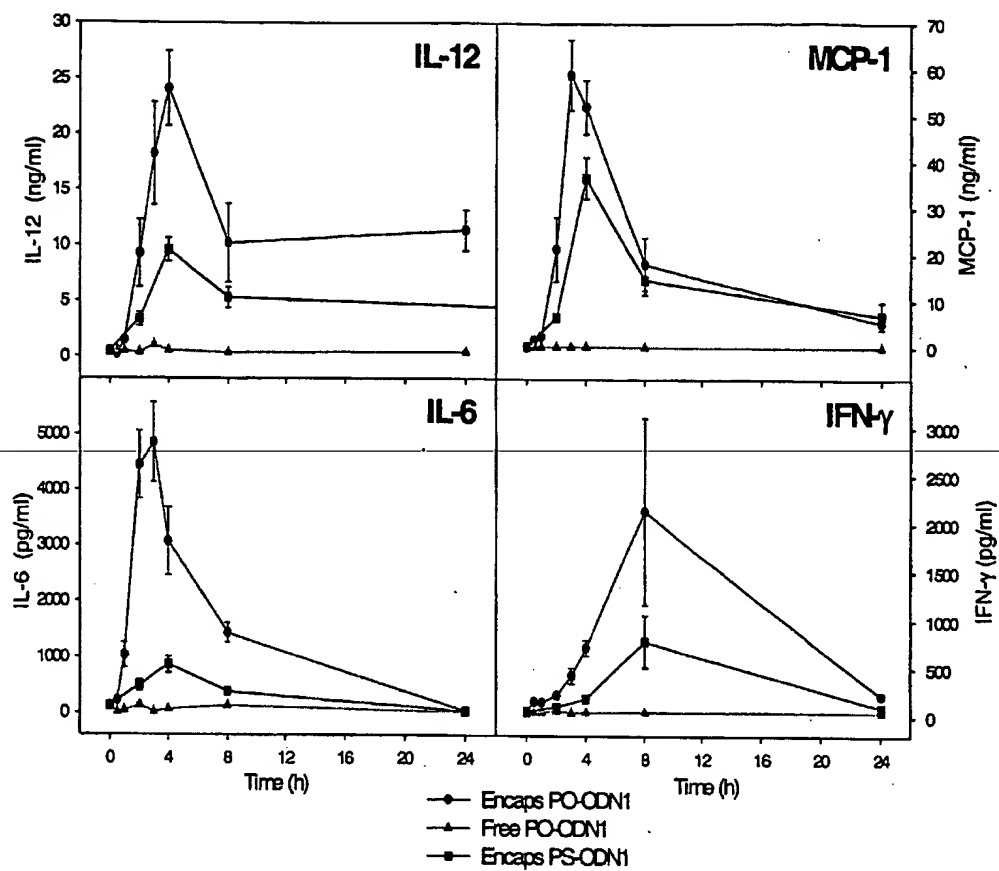 IL-12
30
25
20
15
10
5
0
IL-12 (ng/ml)
MCP-1
70
60
50
40
30
20
10
0
MCP-1 (ng/ml)
IL-6
5000
4000
3000
2000
1000
0
IL-6 (pg/ml)
0 4 8 12 16 20 24
Time (h)
IFN-γ
3000
2500
2000
1500
1000
500
0
IFN-γ (pg/ml)
0 4 8 12 16 20 24
Time (h)
Encaps PO-ODN1
Free PO-ODN1
Encaps PS-ODN1